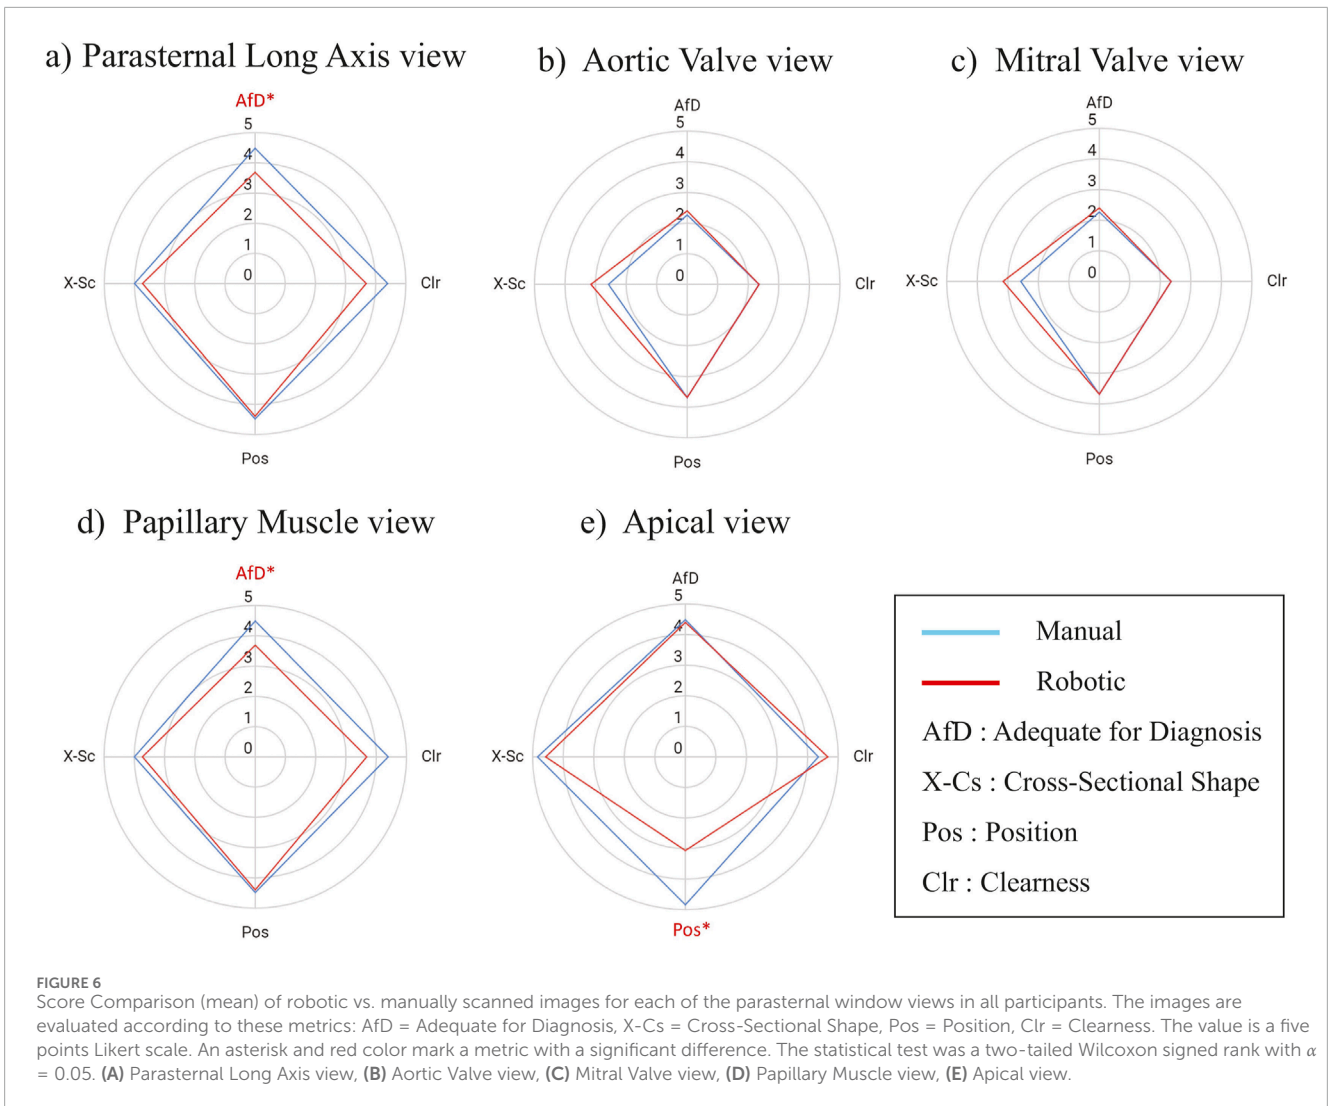 a) Parasternal Long Axis view
AfD*
5
4
3
2
1
0
X-Sc
Clr
Pos
b) Aortic Valve view
AfD
5
4
3
2
1
0
X-Sc
Clr
Pos
c) Mitral Valve view
AfD
5
4
3
2
1
0
X-Sc
Clr
Pos
d) Papillary Muscle view
AfD*
5
4
3
2
1
0
X-Sc
Clr
Pos
e) Apical view
AfD
5
4
3
2
1
0
X-Sc
Clr
Pos*
Manual
Robotic
AfD : Adequate for Diagnosis
X-Cs : Cross-Sectional Shape
Pos : Position
Clr : Clearness
FIGURE 6
Score Comparison (mean) of robotic vs. manually scanned images for each of the parasternal window views in all participants. The images are
evaluated according to these metrics: AfD = Adequate for Diagnosis, X-Cs = Cross-Sectional Shape, Pos = Position, Clr = Clearness. The value is a five
points Likert scale. An asterisk and red color mark a metric with a significant difference. The statistical test was a two-tailed Wilcoxon signed rank with α
= 0.05. (A) Parasternal Long Axis view, (B) Aortic Valve view, (C) Mitral Valve view, (D) Papillary Muscle view, (E) Apical view.